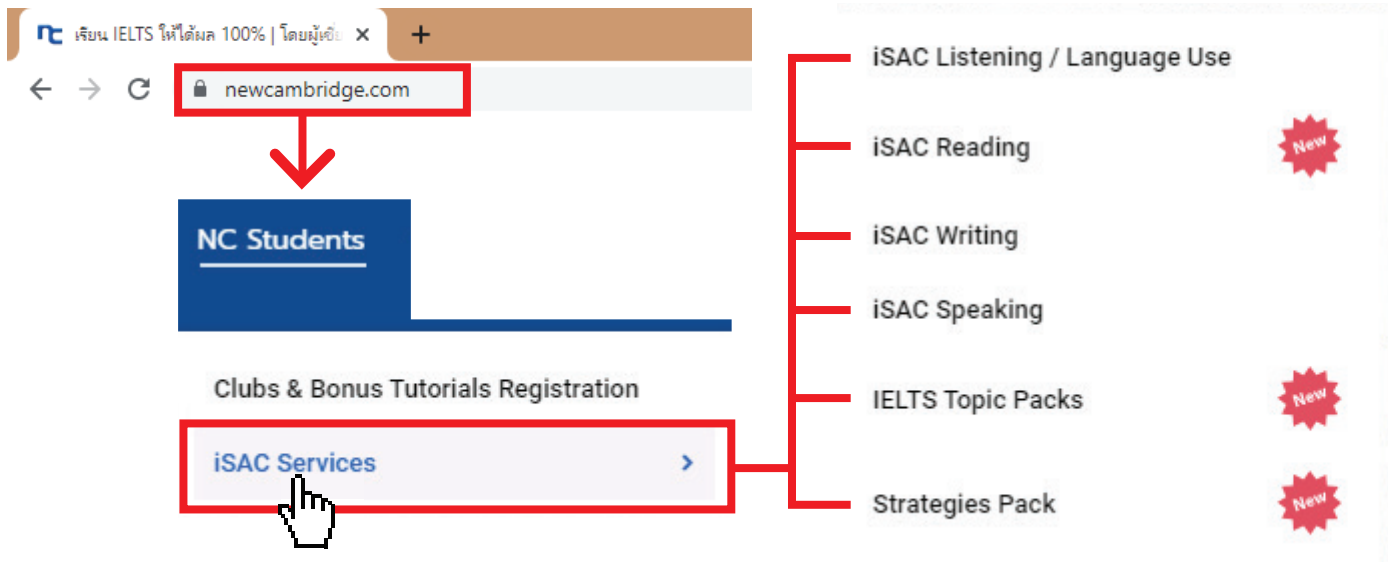 เรียน IELTS ให้ได้ผล 100% | โดยผู้เชี่
newcambridge.com
NC Students
Clubs & Bonus Tutorials Registration
iSAC Services
iSAC Listening / Language Use
iSAC Reading
New
iSAC Writing
iSAC Speaking
IELTS Topic Packs
New
Strategies Pack
New